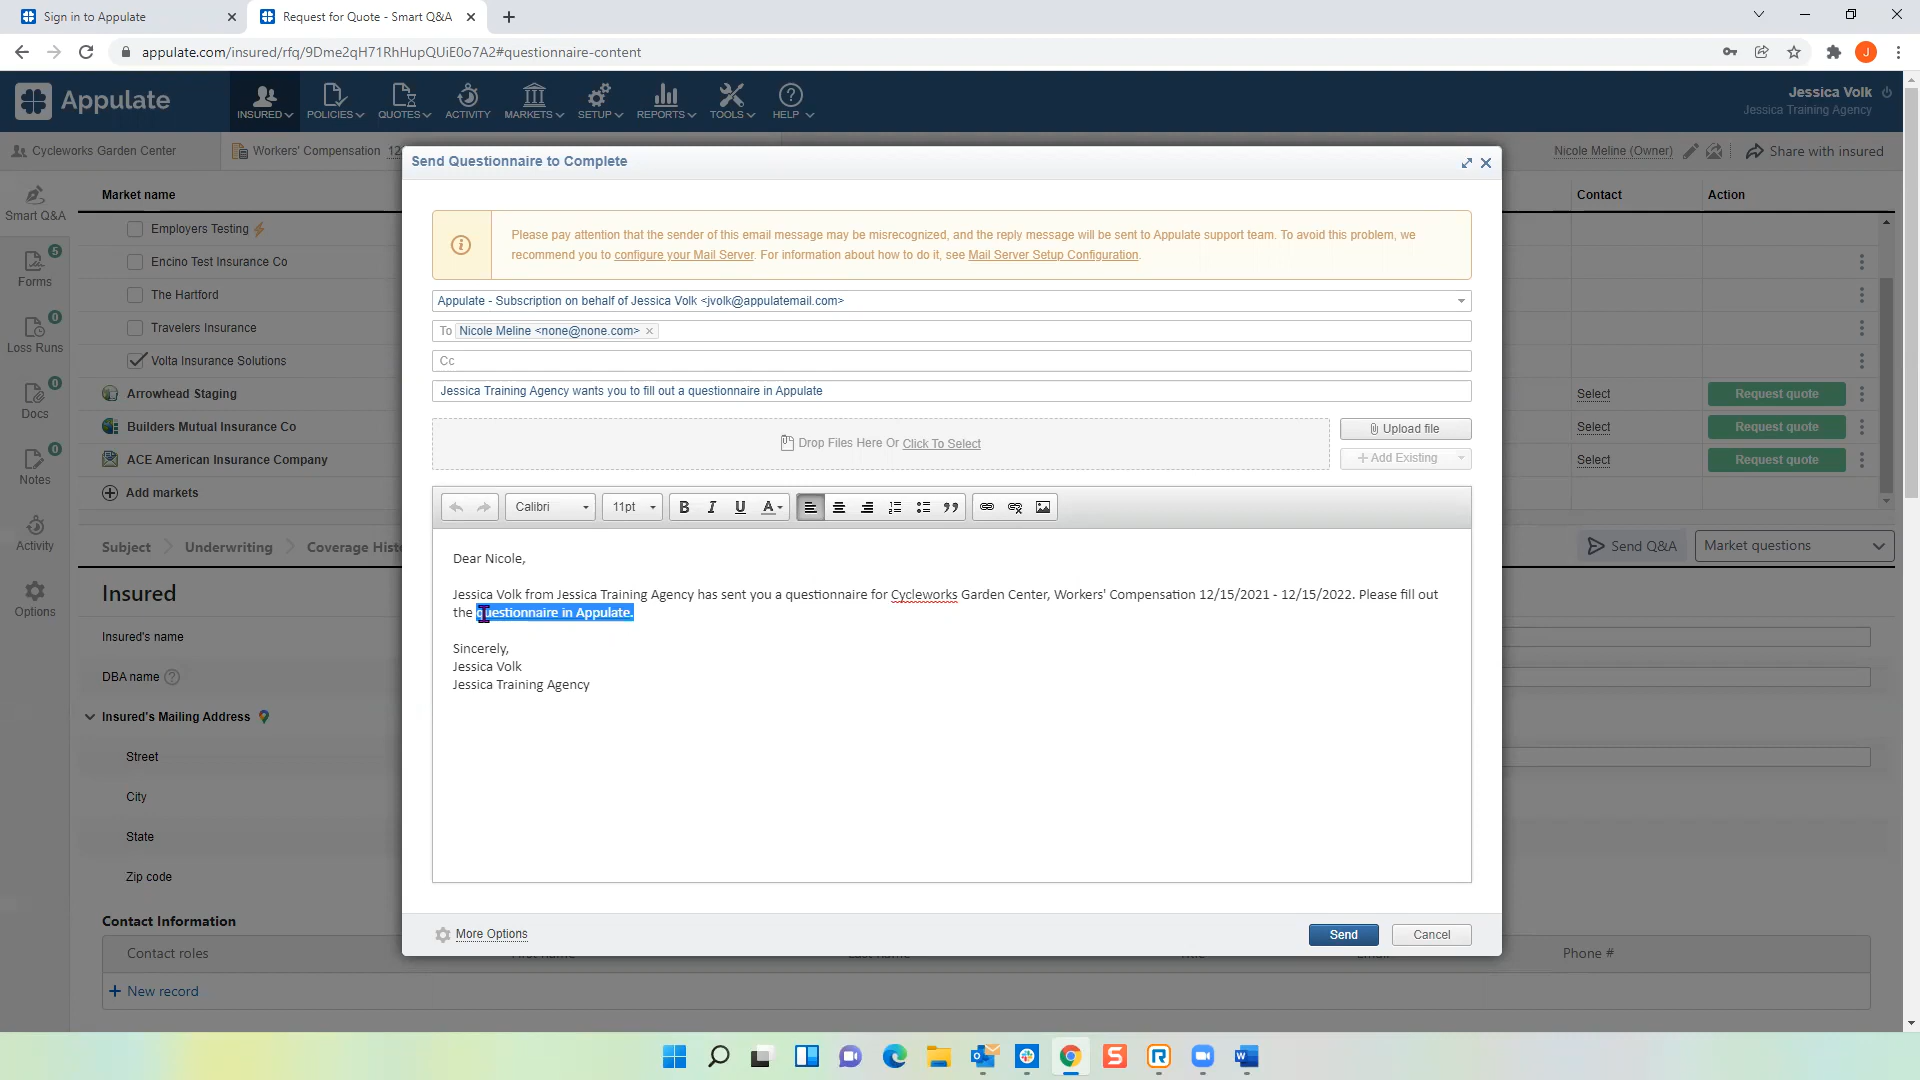 Sign in to Appulate
Request for Quote - Smart Q&A
appulate.com/insured/rfq/9Dme2qH71RhHupQUiE0o7A2#questionnaire-content
J
Appulate
INSURED
POLICIES
QUOTES
ACTIVITY
MARKETS
SETUP
REPORTS
TOOLS
HELP
Jessica Volk
Jessica Training Agency
Cycleworks Garden Center
Workers' Compensation 12
Nicole Meline (Owner)
Share with insured
Send Questionnaire to Complete
Smart Q&A
5
Forms
0
Loss Runs
0
Docs
0
Notes
Activity
Options
Market name
Contact
Action
Employers Testing
Encino Test Insurance Co
The Hartford
Travelers Insurance
Volta Insurance Solutions
Arrowhead Staging
Select
Request quote
Builders Mutual Insurance Co
Select
Request quote
ACE American Insurance Company
Select
Request quote
Add markets
Subject
Underwriting
Coverage Histo
Send Q&A
Market questions
Insured
Insured's name
DBA name
Insured's Mailing Address
Street
City
State
Zip code
Contact Information
Contact roles
Phone #
New record
Please pay attention that the sender of this email message may be misrecognized, and the reply message will be sent to Appulate support team. To avoid this problem, we
recommend you to configure your Mail Server. For information about how to do it, see Mail Server Setup Configuration.
Appulate - Subscription on behalf of Jessica Volk <jvolk@appulatemail.com>
To Nicole Meline <none@none.com>
Cc
Jessica Training Agency wants you to fill out a questionnaire in Appulate
Drop Files Here Or Click To Select
Upload file
+ Add Existing
Calibri
11pt
B I U A
Dear Nicole,
Jessica Volk from Jessica Training Agency has sent you a questionnaire for Cycleworks Garden Center, Workers' Compensation 12/15/2021 - 12/15/2022. Please fill out
the questionnaire in Appulate.
Sincerely,
Jessica Volk
Jessica Training Agency
More Options
Send
Cancel